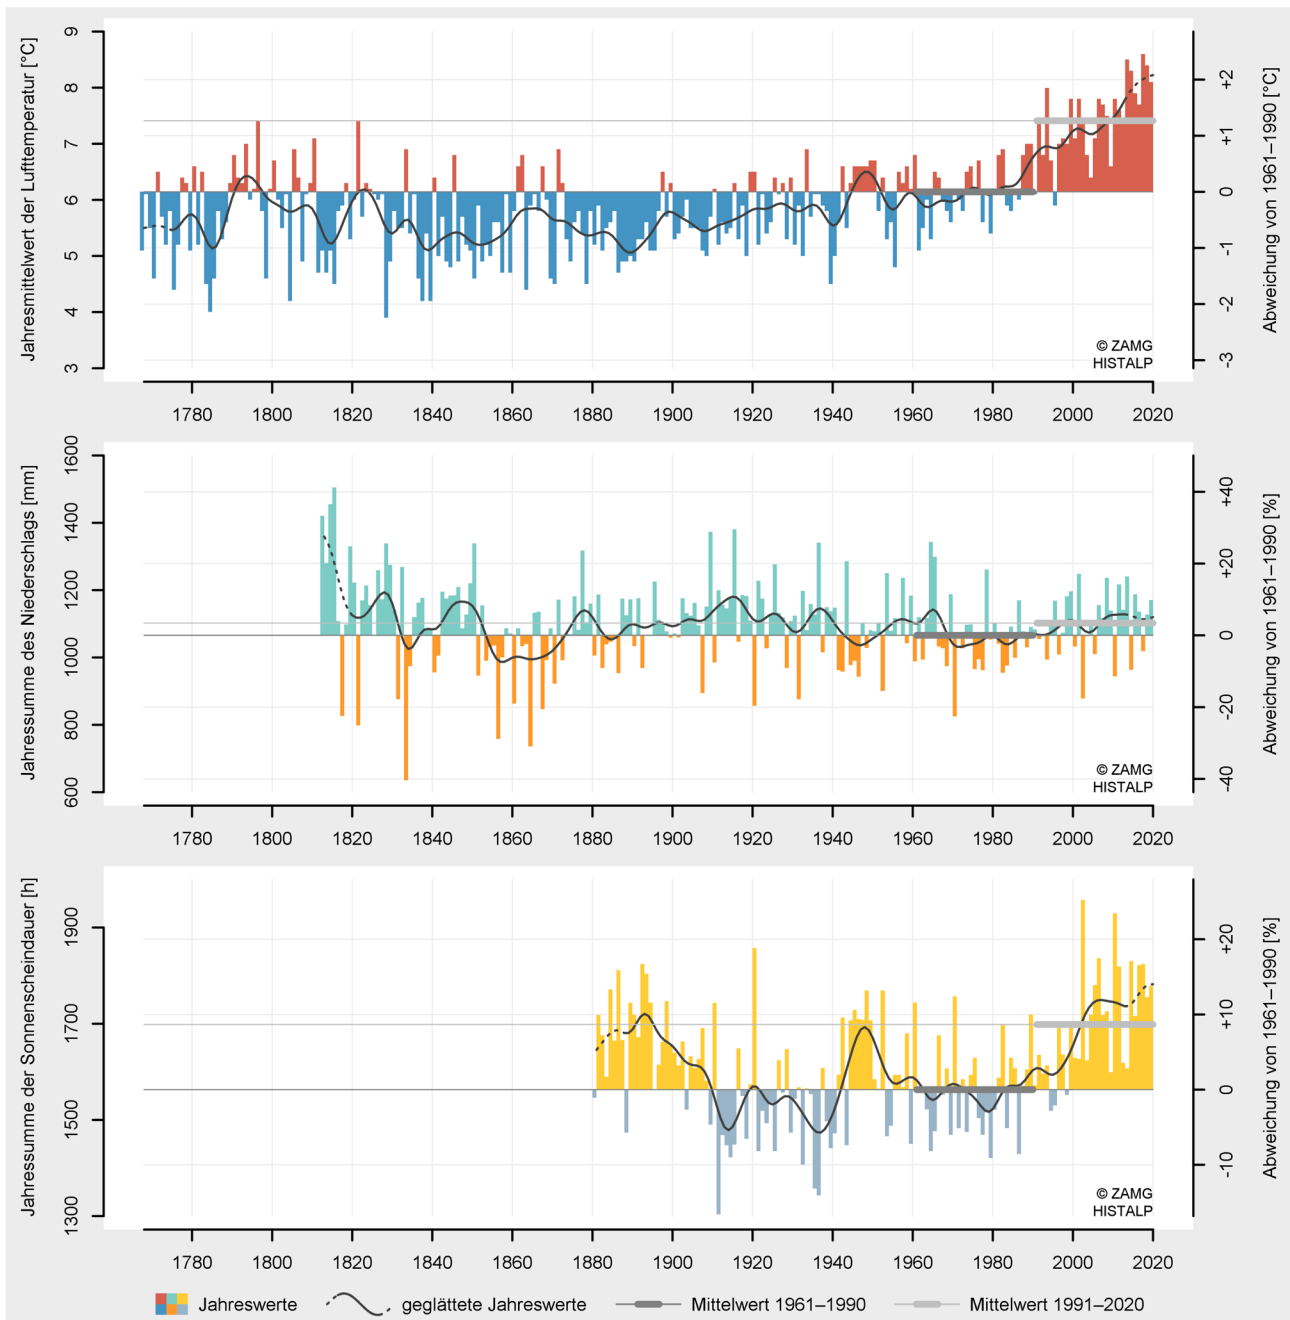 Jahresmittelwert der Lufttemperatur [°C]
9
8
7
6
5
4
3
+2
+1
0
-1
-2
-3
Abweichung von 1961–1990 [°C]
© ZAMG
HISTALP
1780 1800 1820 1840 1860 1880 1900 1920 1940 1960 1980 2000 2020
Jahressumme des Niederschlags [mm]
1600
1400
1200
1000
800
600
+40
+20
0
-20
-40
Abweichung von 1961–1990 [%]
© ZAMG
HISTALP
1780 1800 1820 1840 1860 1880 1900 1920 1940 1960 1980 2000 2020
Jahressumme der Sonnenscheindauer [h]
1900
1700
1500
1300
+20
+10
0
-10
Abweichung von 1961–1990 [%]
© ZAMG
HISTALP
1780 1800 1820 1840 1860 1880 1900 1920 1940 1960 1980 2000 2020
Jahreswerte geglättete Jahreswerte Mittelwert 1961–1990 Mittelwert 1991–2020